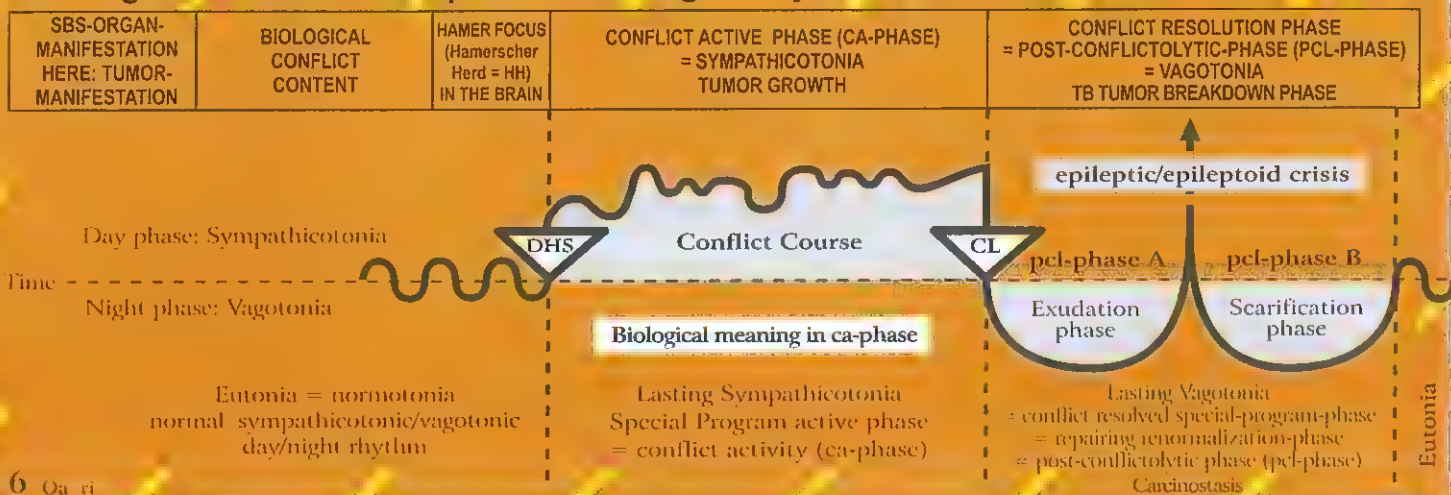 SBS-ORGAN-
MANIFESTATION
HERE: TUMOR-
MANIFESTATION
BIOLOGICAL
CONFLICT
CONTENT
HAMER FOCUS
(Hamerscher
Herd = HH)
IN THE BRAIN
CONFLICT ACTIVE PHASE (CA-PHASE)
= SYMPATHICOTONIA
TUMOR GROWTH
CONFLICT RESOLUTION PHASE
= POST-CONFLICTOLYTIC-PHASE (PCL-PHASE)
= VAGOTONIA
TB TUMOR BREAKDOWN PHASE
epileptic/epileptoid crisis
Day phase: Sympathicotonia
DHS
Conflict Course
CL
pcl-phase A
pcl-phase B
Time
Night phase: Vagotonia
Exudation
phase
Scarification
phase
Biological meaning in ca-phase
Eutonia = normotonia
normal sympathicotonic/vagotonic
day/night rhythm
Lasting Sympathicotonia
Special Program active phase
= conflict activity (ca-phase)
Lasting Vagotonia
= conflict resolved special-program-phase
= repairing renormalization-phase
= post-conflictolytic phase (pcl-phase)
Carcinostasis
Eutonia
6 Oa ri